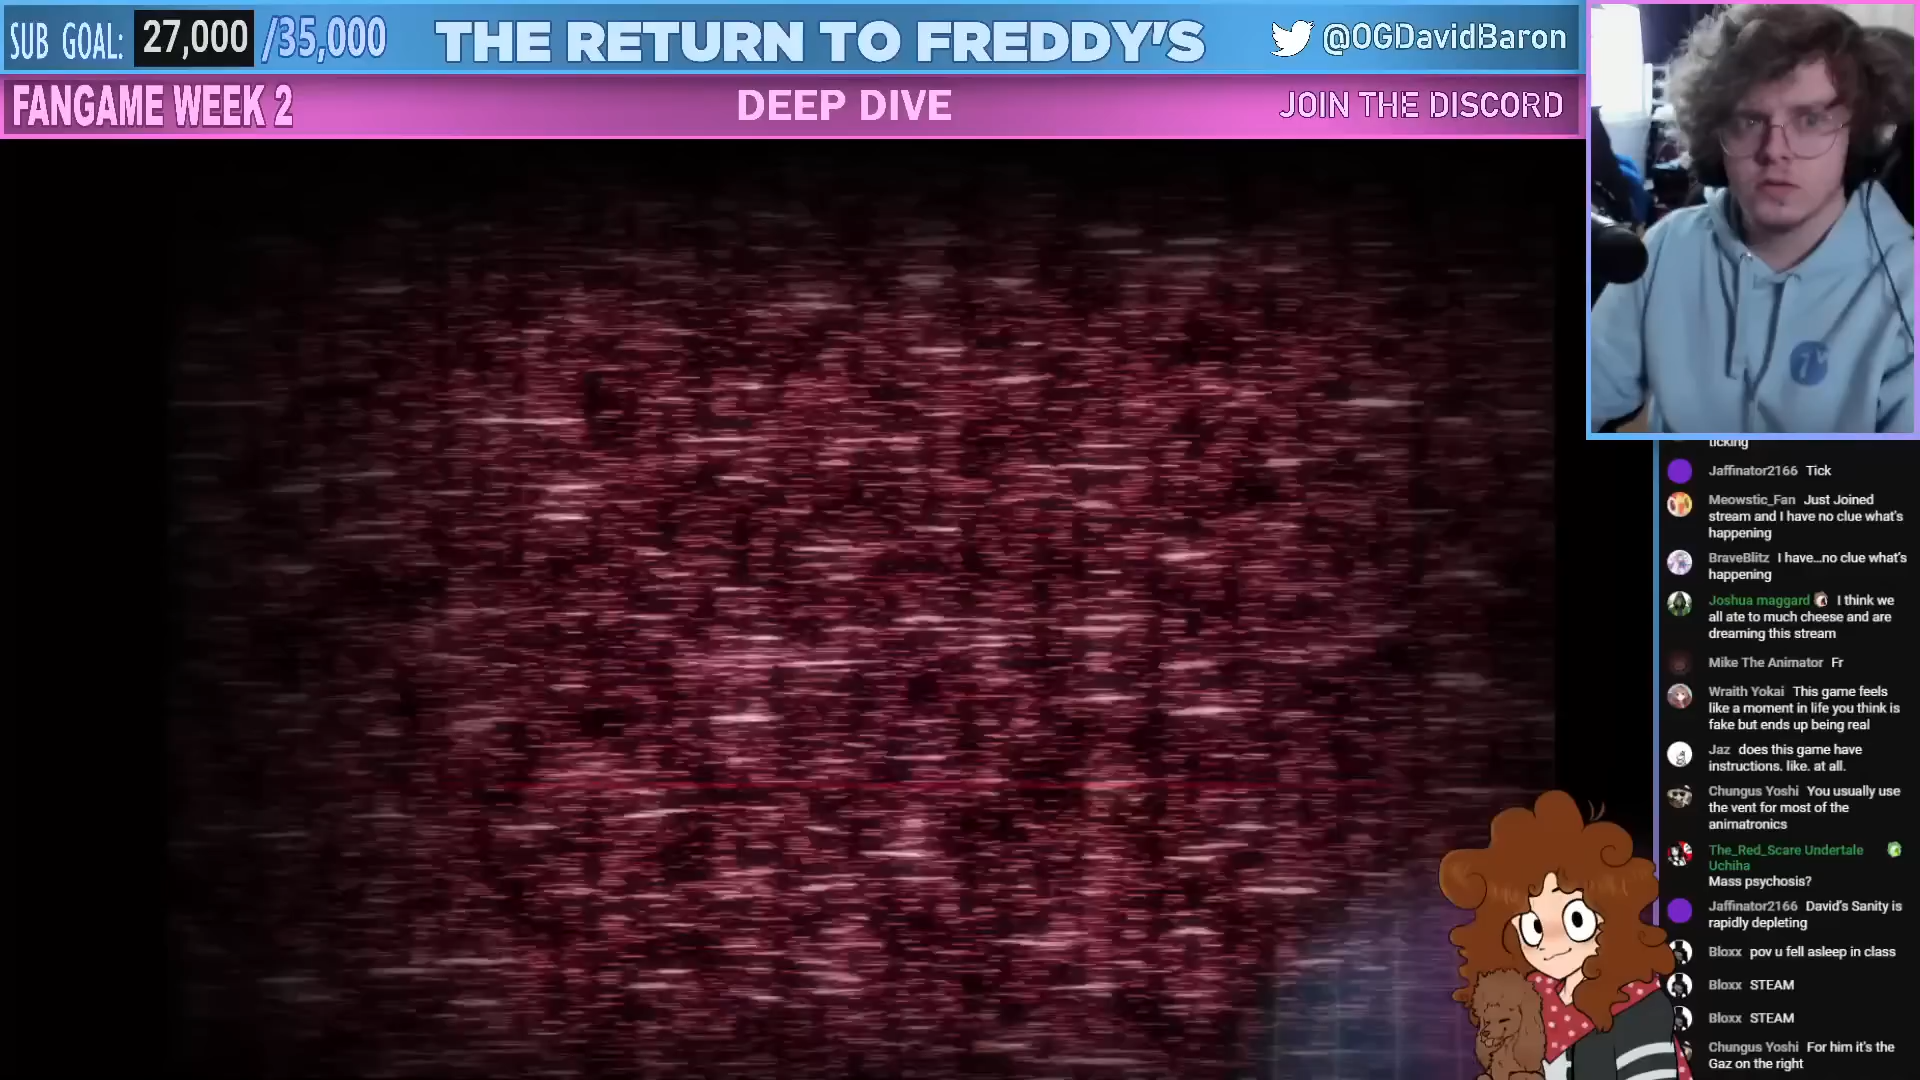 SUB GOAL: 27,000 /35,000
THE RETURN TO FREDDY'S
@OGDavidBaron
FANGAME WEEK 2
DEEP DIVE
JOIN THE DISCORD
ticking
Jaffinator2166 Tick
Meowstic_Fan Just Joined
stream and I have no clue what's
happening
BraveBlitz I have...no clue what's
happening
Joshua maggard I think we
all ate to much cheese and are
dreaming this stream
Mike The Animator Fr
Wraith Yokai This game feels
like a moment in life you think is
fake but ends up being real
Jaz does this game have
instructions. like. at all.
Chungus Yoshi You usually use
the vent for most of the
animatronics
The_Red_Scare Undertale
Uchiha
Mass psychosis?
Jaffinator2166 David's Sanity is
rapidly depleting
Bloxx pov u fell asleep in class
Bloxx STEAM
Bloxx STEAM
Chungus Yoshi For him it's the
Gaz on the right